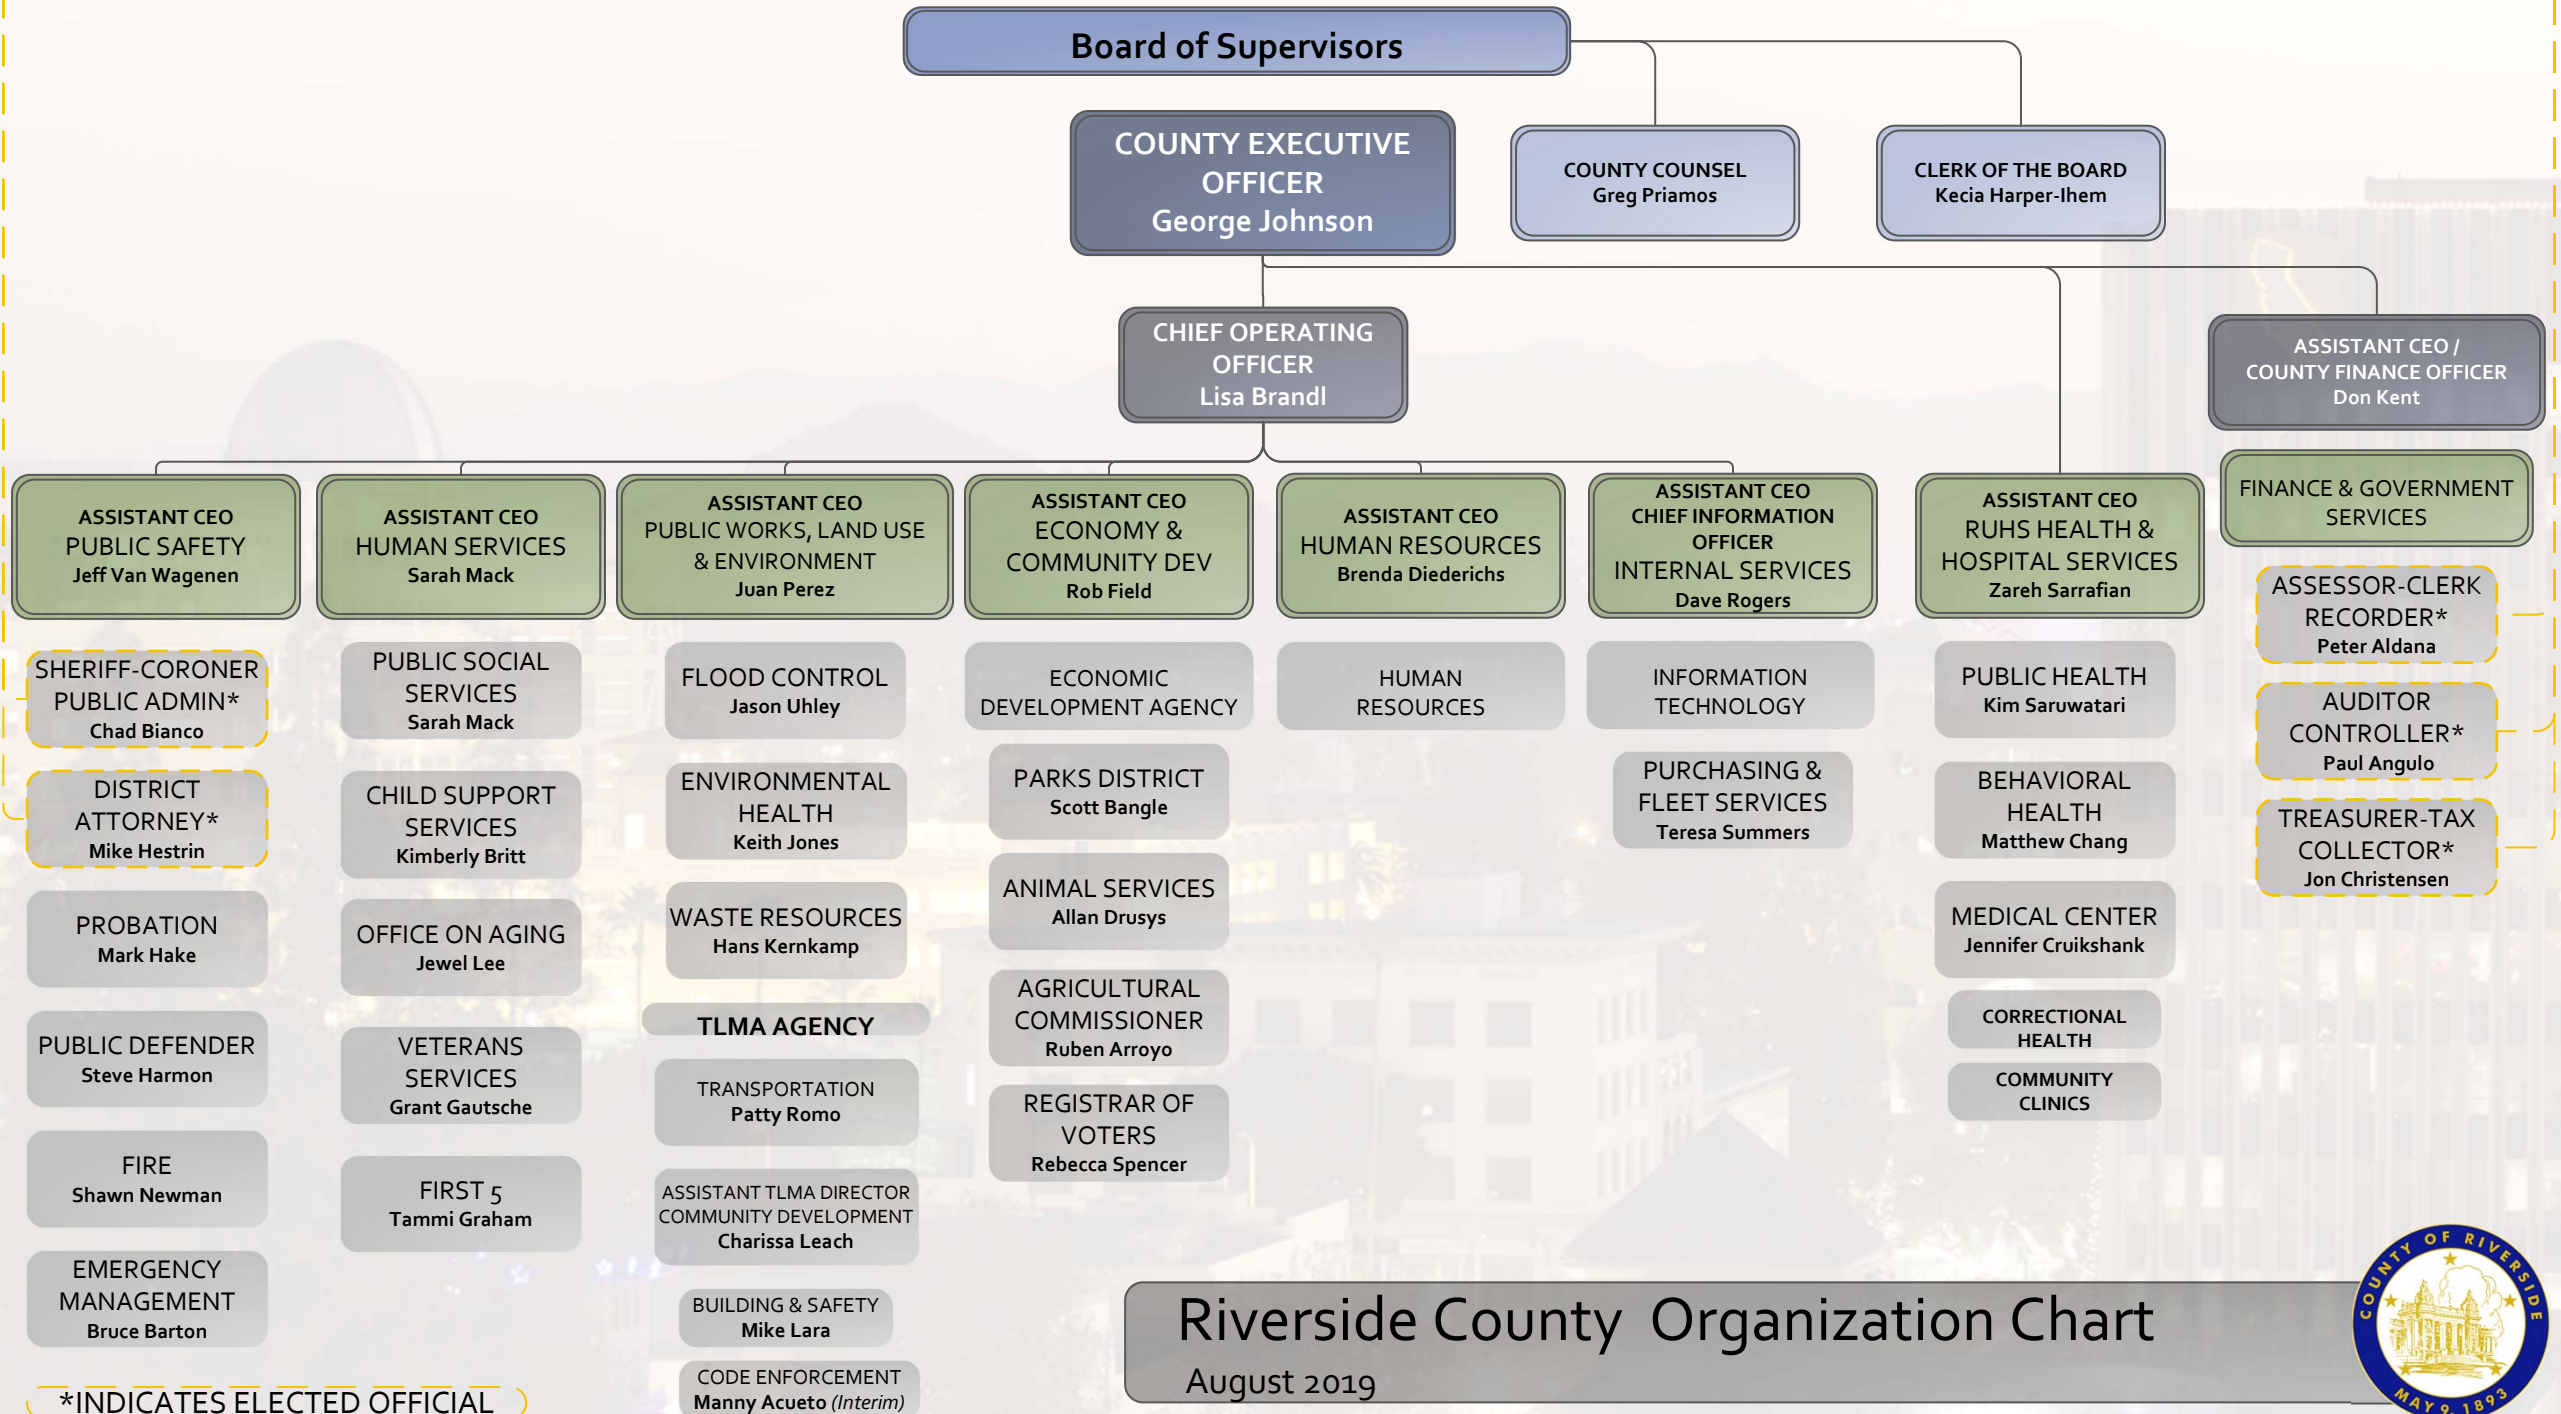 Board of Supervisors
COUNTY EXECUTIVE
OFFICER
George Johnson
COUNTY COUNSEL
Greg Priamos
CLERK OF THE BOARD
Kecia Harper-Ihem
CHIEF OPERATING
OFFICER
Lisa Brandl
ASSISTANT CEO /
COUNTY FINANCE OFFICER
Don Kent
ASSISTANT CEO
PUBLIC SAFETY
Jeff Van Wagenen
SHERIFF-CORONER
PUBLIC ADMIN*
Chad Bianco
DISTRICT
ATTORNEY*
Mike Hestrin
PROBATION
Mark Hake
PUBLIC DEFENDER
Steve Harmon
FIRE
Shawn Newman
EMERGENCY
MANAGEMENT
Bruce Barton
*INDICATES ELECTED OFFICIAL
ASSISTANT CEO
HUMAN SERVICES
Sarah Mack
PUBLIC SOCIAL
SERVICES
Sarah Mack
CHILD SUPPORT
SERVICES
Kimberly Britt
OFFICE ON AGING
Jewel Lee
VETERANS
SERVICES
Grant Gautsche
FIRST 5
Tammi Graham
ASSISTANT CEO
PUBLIC WORKS, LAND USE
& ENVIRONMENT
Juan Perez
FLOOD CONTROL
Jason Uhley
ENVIRONMENTAL
HEALTH
Keith Jones
WASTE RESOURCES
Hans Kernkamp
TLMA AGENCY
TRANSPORTATION
Patty Romo
ASSISTANT TLMA DIRECTOR
COMMUNITY DEVELOPMENT
Charissa Leach
BUILDING & SAFETY
Mike Lara
CODE ENFORCEMENT
Manny Acueto (Interim)
ASSISTANT CEO
ECONOMY &
COMMUNITY DEV
Rob Field
ECONOMIC
DEVELOPMENT AGENCY
PARKS DISTRICT
Scott Bangle
ANIMAL SERVICES
Allan Drusys
AGRICULTURAL
COMMISSIONER
Ruben Arroyo
REGISTRAR OF
VOTERS
Rebecca Spencer
ASSISTANT CEO
HUMAN RESOURCES
Brenda Diederichs
HUMAN
RESOURCES
ASSISTANT CEO
CHIEF INFORMATION
OFFICER
INTERNAL SERVICES
Dave Rogers
INFORMATION
TECHNOLOGY
PURCHASING &
FLEET SERVICES
Teresa Summers
ASSISTANT CEO
RUHS HEALTH &
HOSPITAL SERVICES
Zareh Sarrafian
PUBLIC HEALTH
Kim Saruwatari
BEHAVIORAL
HEALTH
Matthew Chang
MEDICAL CENTER
Jennifer Cruikshank
CORRECTIONAL
HEALTH
COMMUNITY
CLINICS
FINANCE & GOVERNMENT
SERVICES
ASSESSOR-CLERK
RECORDER*
Peter Aldana
AUDITOR
CONTROLLER*
Paul Angulo
TREASURER-TAX
COLLECTOR*
Jon Christensen
Riverside County Organization Chart
August 2019
COUNTY OF RIVERSIDE
MAY 9, 1893